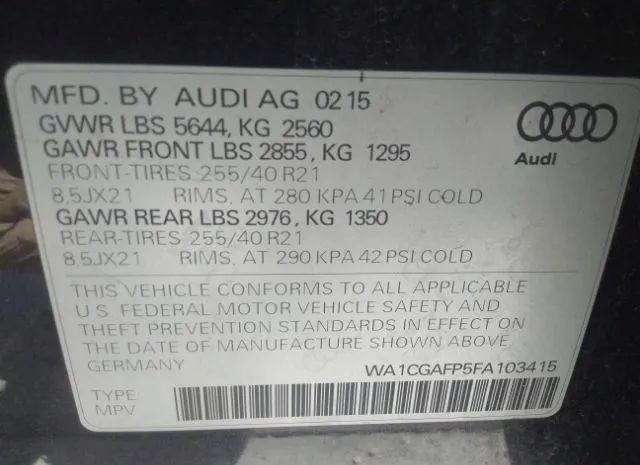 MFD. BY AUDI AG 02 15
GVWR LBS 5644, KG 2560
GAWR FRONT LBS 2855, KG 1295
FRONT-TIRES 255/40 R21
8,5JX21 RIMS, AT 280 KPA 41 PSI COLD
GAWR REAR LBS 2976, KG 1350
REAR-TIRES 255/40 R21
8,5JX21 RIMS, AT 290 KPA 42 PSI COLD
Audi
THIS VEHICLE CONFORMS TO ALL APPLICABLE
U.S. FEDERAL MOTOR VEHICLE SAFETY AND
THEFT PREVENTION STANDARDS IN EFFECT ON
THE DATE OF MANUFACTURE SHOWN ABOVE.
GERMANY
WA1CGAFP5FA103415
TYPE
MPV